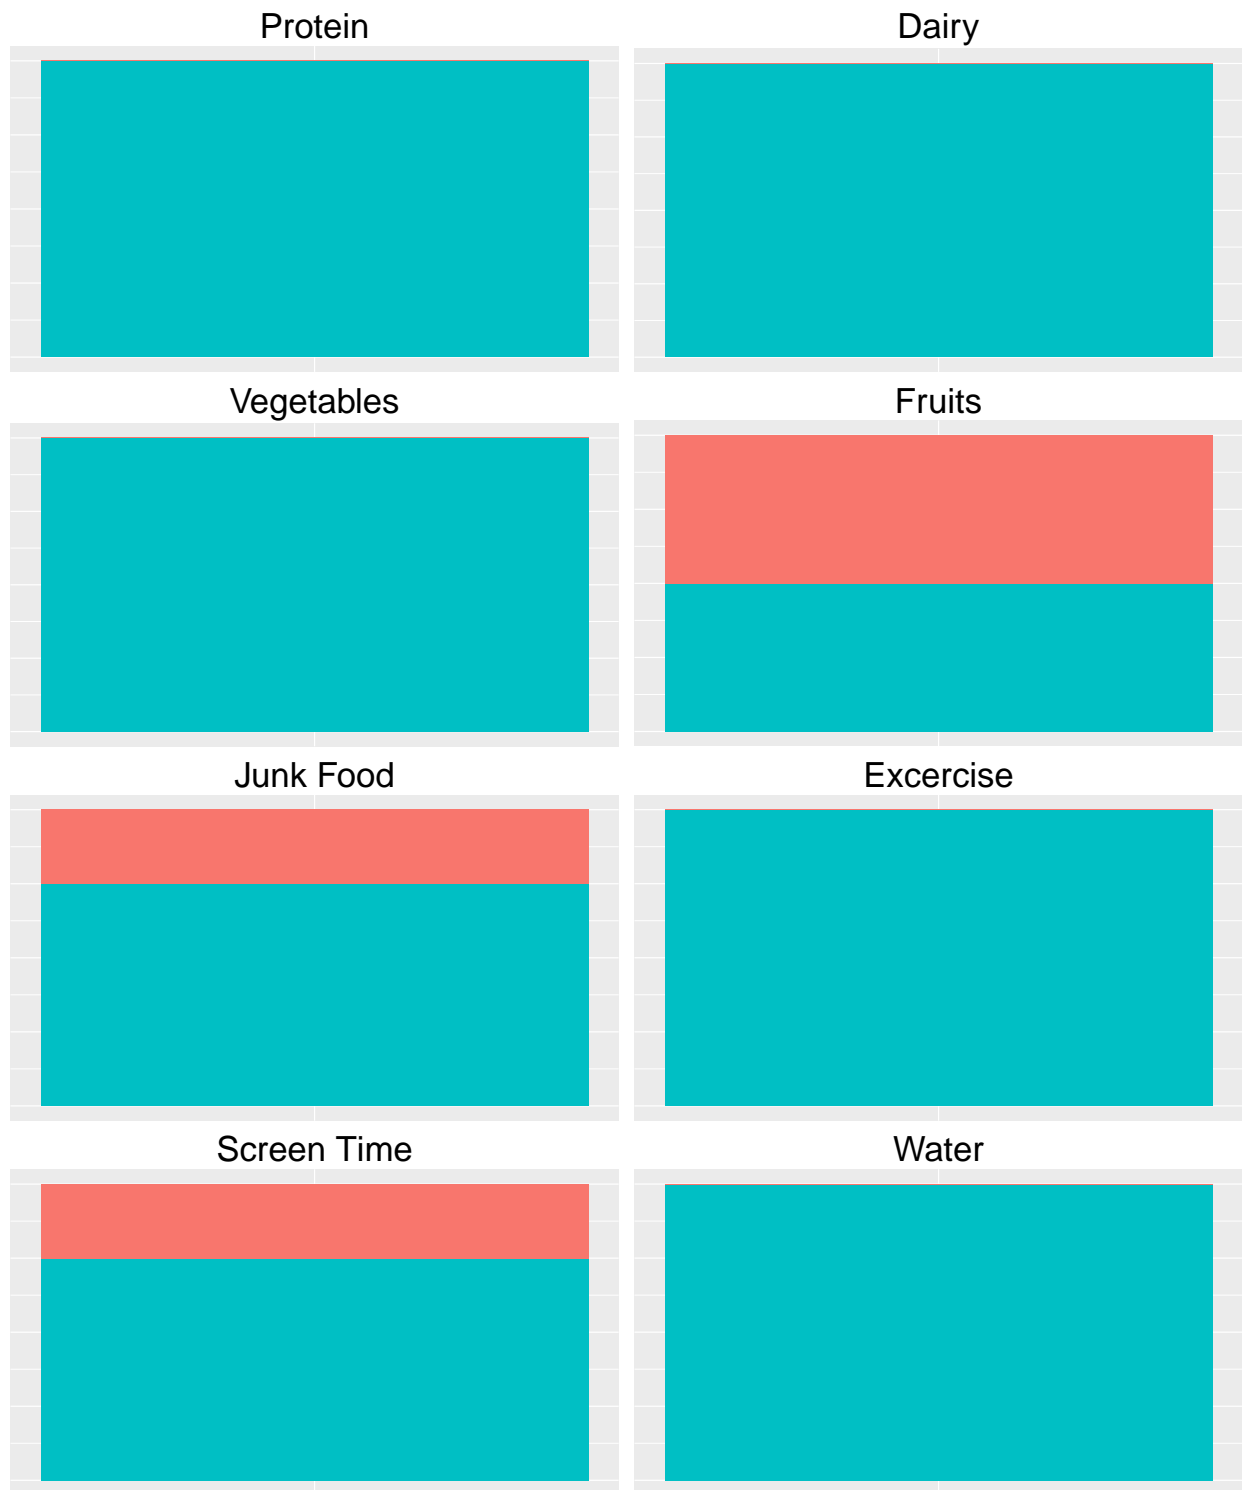 Protein
Dairy
Vegetables
Fruits
Junk Food
Excercise
Screen Time
Water